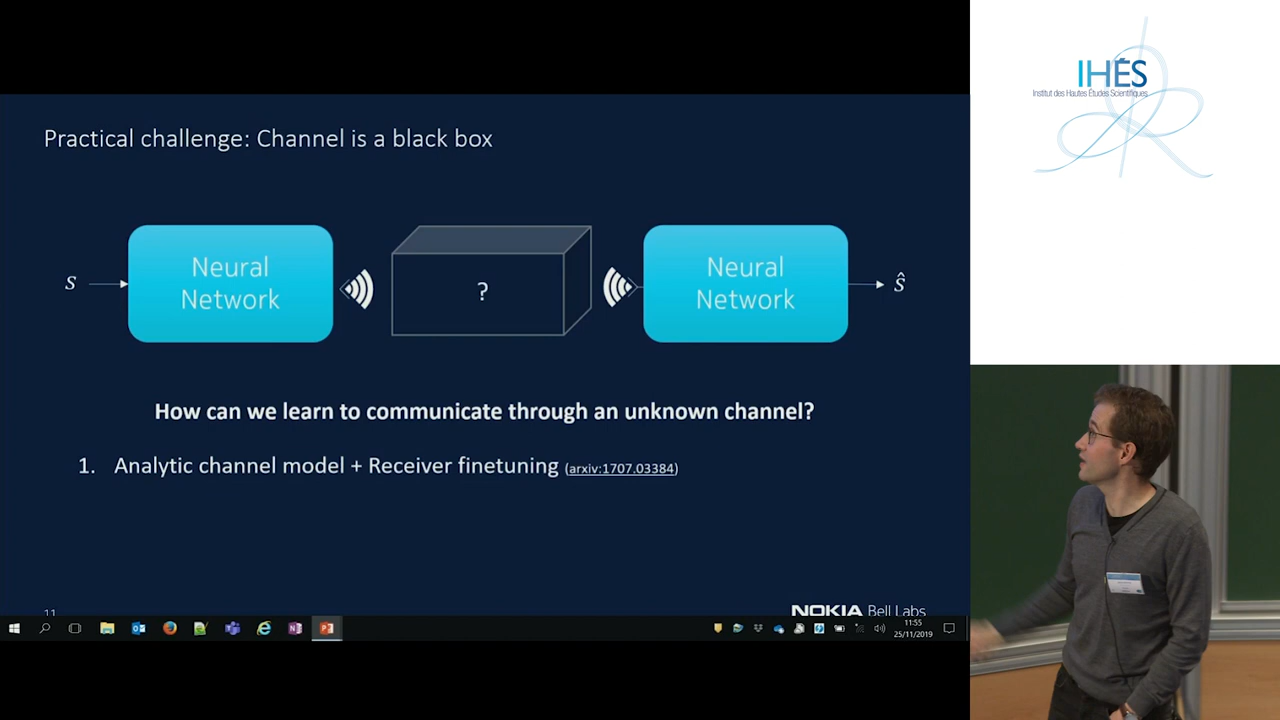 IHÉS
Institut des Hautes Études Scientifiques
Practical challenge: Channel is a black box
S
Neural
Network
?
Neural
Network
Ŝ
How can we learn to communicate through an unknown channel?
1. Analytic channel model + Receiver finetuning (arxiv:1707.03384)
11
NOKIA Bell Labs
11:55
25/11/2019